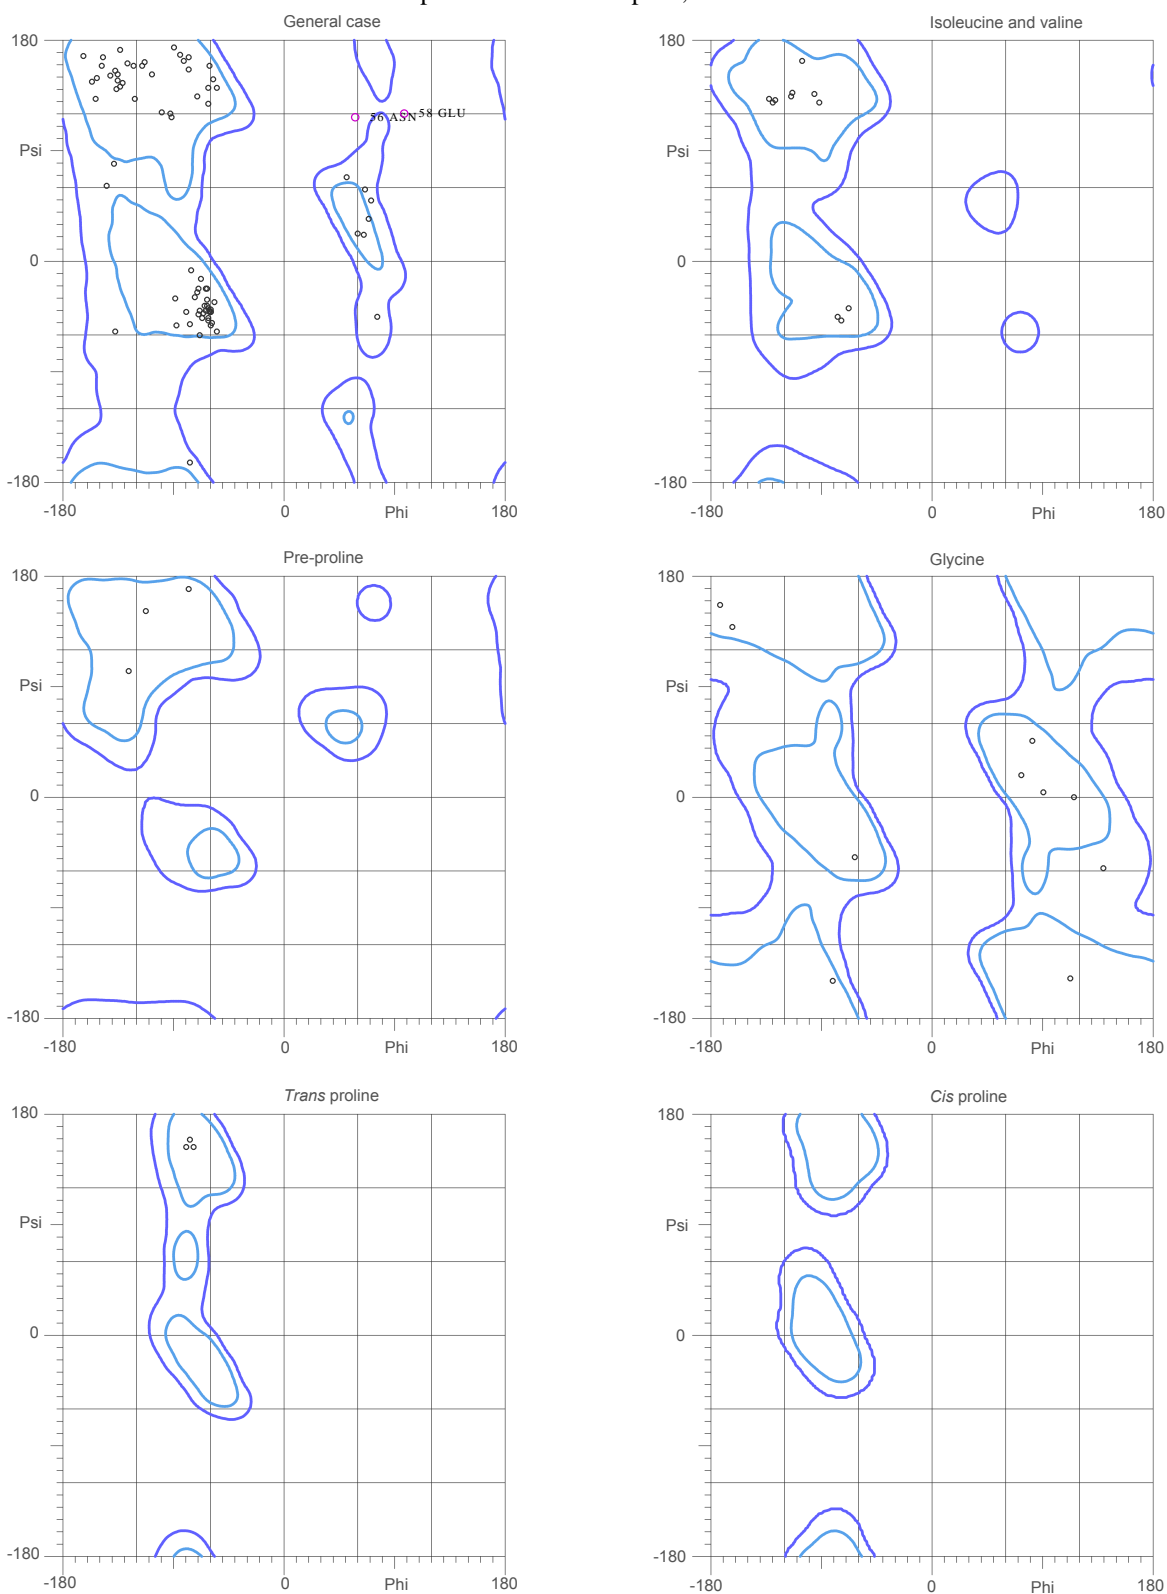 General case
Isoleucine and valine
180
180
56 ASN
58 GLU
Psi
Psi
0
0
-180
-180
-180
0
Phi
180
-180
0
Phi
180
Pre-proline
Glycine
180
180
Psi
Psi
0
0
-180
-180
-180
0
Phi
180
-180
0
Phi
180
Trans proline
Cis proline
180
180
Psi
Psi
0
0
-180
-180
-180
0
Phi
180
-180
0
Phi
180